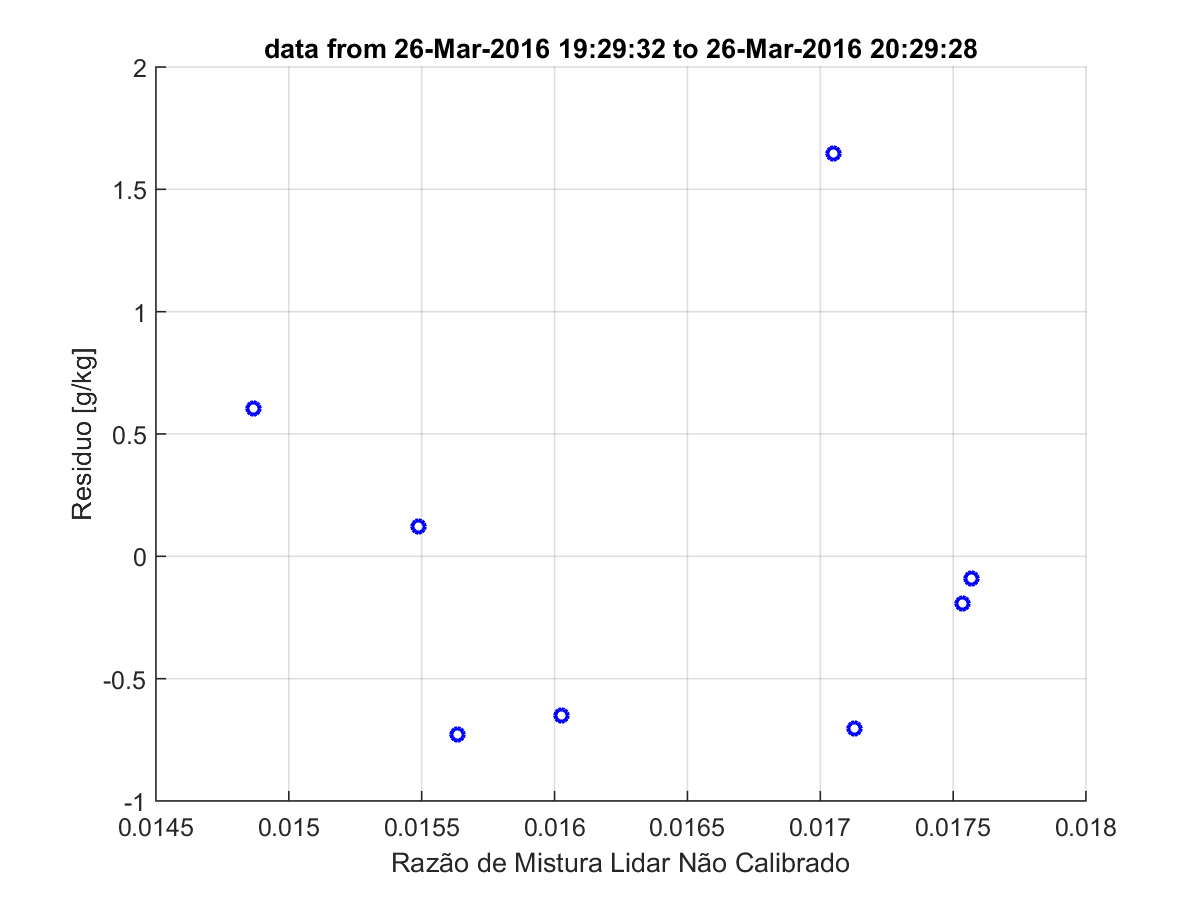 data from 26-Mar-2016 19:29:32 to 26-Mar-2016 20:29:28
2
1.5
1
0.5
0
-0.5
-1
Residuo [g/kg]
0.0145 0.015 0.0155 0.016 0.0165 0.017 0.0175 0.018
Razão de Mistura Lidar Não Calibrado